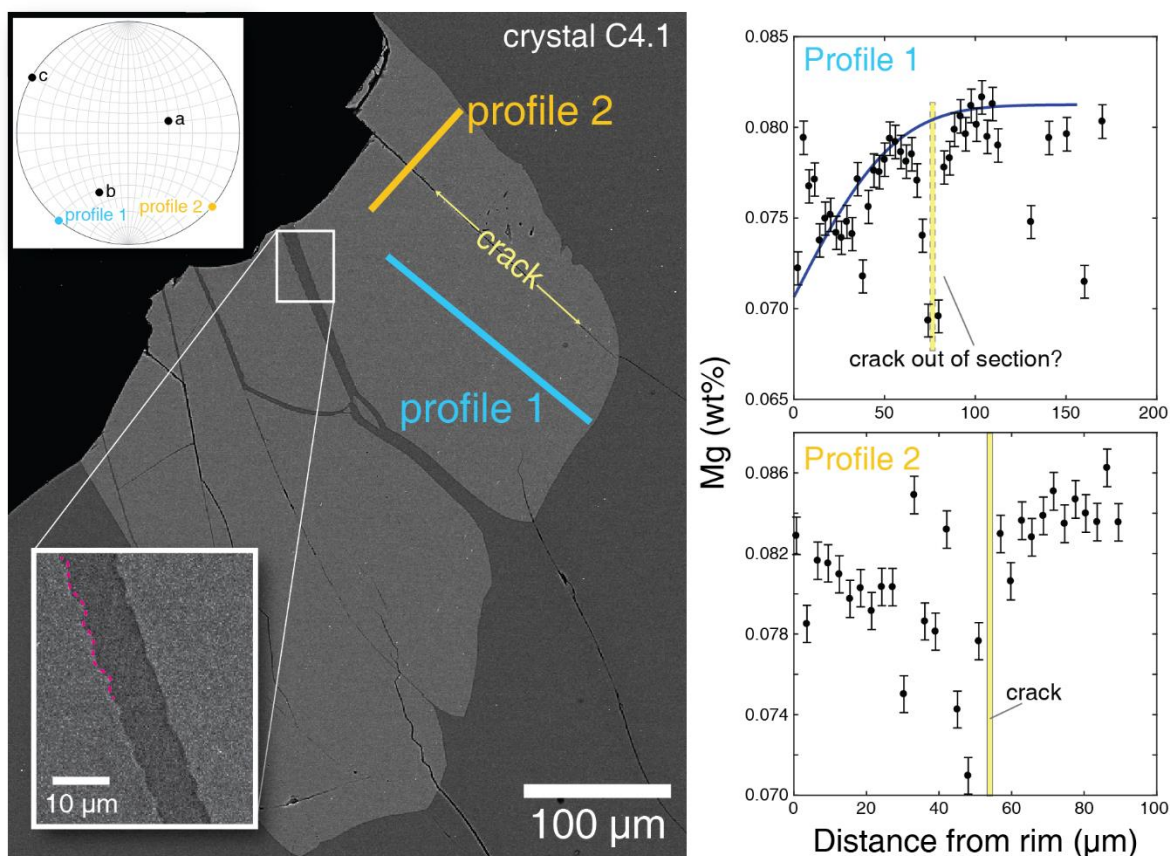 crystal C4.1
c
a
b
profile 1
profile 2
profile 2
crack
profile 1
10 µm
100 µm
Mg (wt%)
Profile 1
0.085
0.080
0.075
0.070
0.065
crack out of section?
0 50 100 150 200
Profile 2
0.086
0.082
0.078
0.074
0.070
crack
0 20 40 60 80 100
Distance from rim (µm)